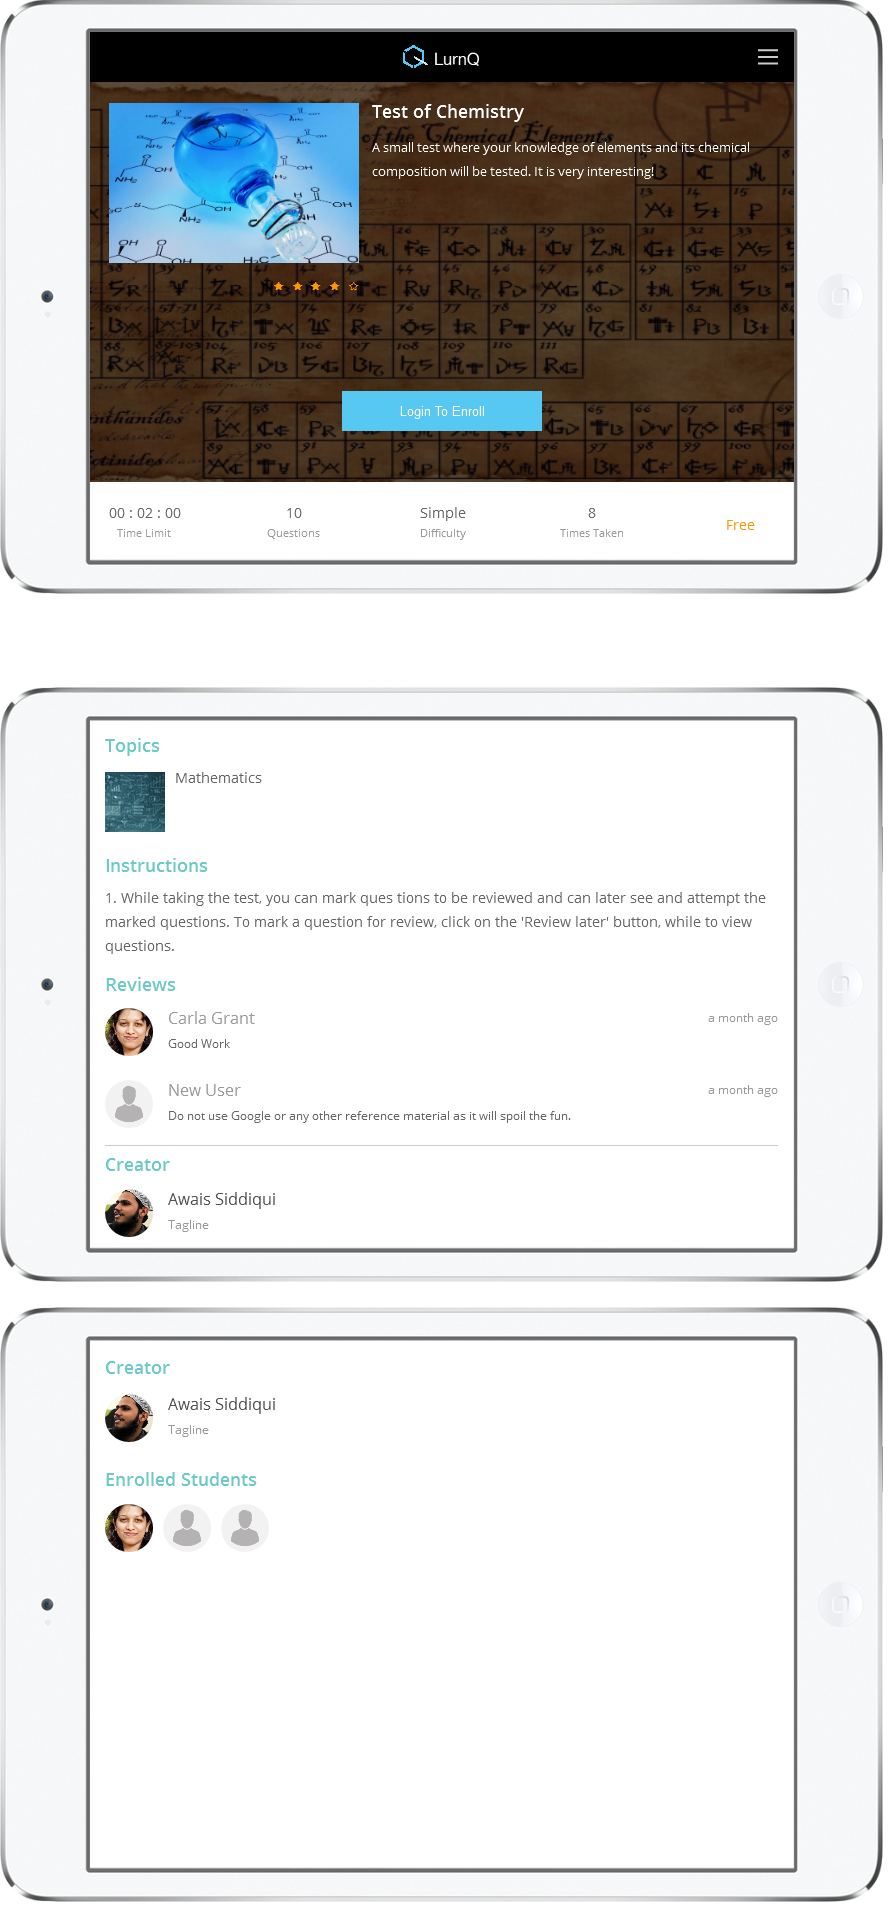 LurnQ
Test of Chemistry
A small test where your knowledge of elements and its chemical
composition will be tested. It is very interesting!
Login To Enroll
00 : 02 : 00
Time Limit
10
Questions
Simple
Difficulty
8
Times Taken
Free
Topics
Mathematics
Instructions
1. While taking the test, you can mark ques tions to be reviewed and can later see and attempt the
marked questions. To mark a question for review, click on the 'Review later' button, while to view
questions.
Reviews
Carla Grant
a month ago
Good Work
New User
a month ago
Do not use Google or any other reference material as it will spoil the fun.
Creator
Awais Siddiqui
Tagline
Creator
Awais Siddiqui
Tagline
Enrolled Students